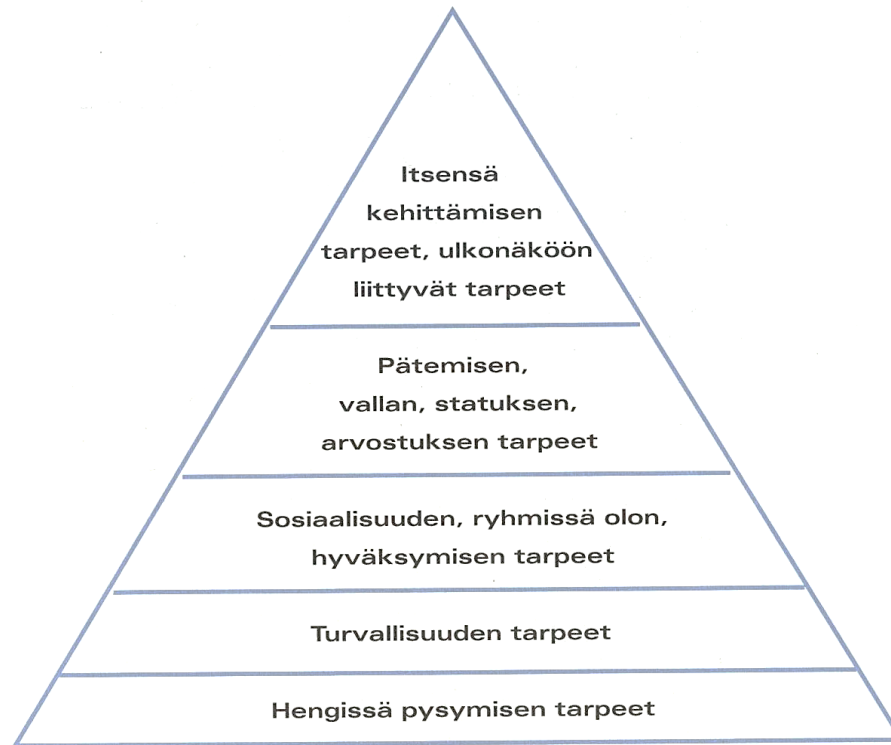 Itsensä
kehittämisen
tarpeet, ulkonäköön
liittyvät tarpeet
Pätemisen,
vallan, statuksen,
arvostuksen tarpeet
Sosiaalisuuden, ryhmissä olon,
hyväksymisen tarpeet
Turvallisuuden tarpeet
Hengissä pysymisen tarpeet